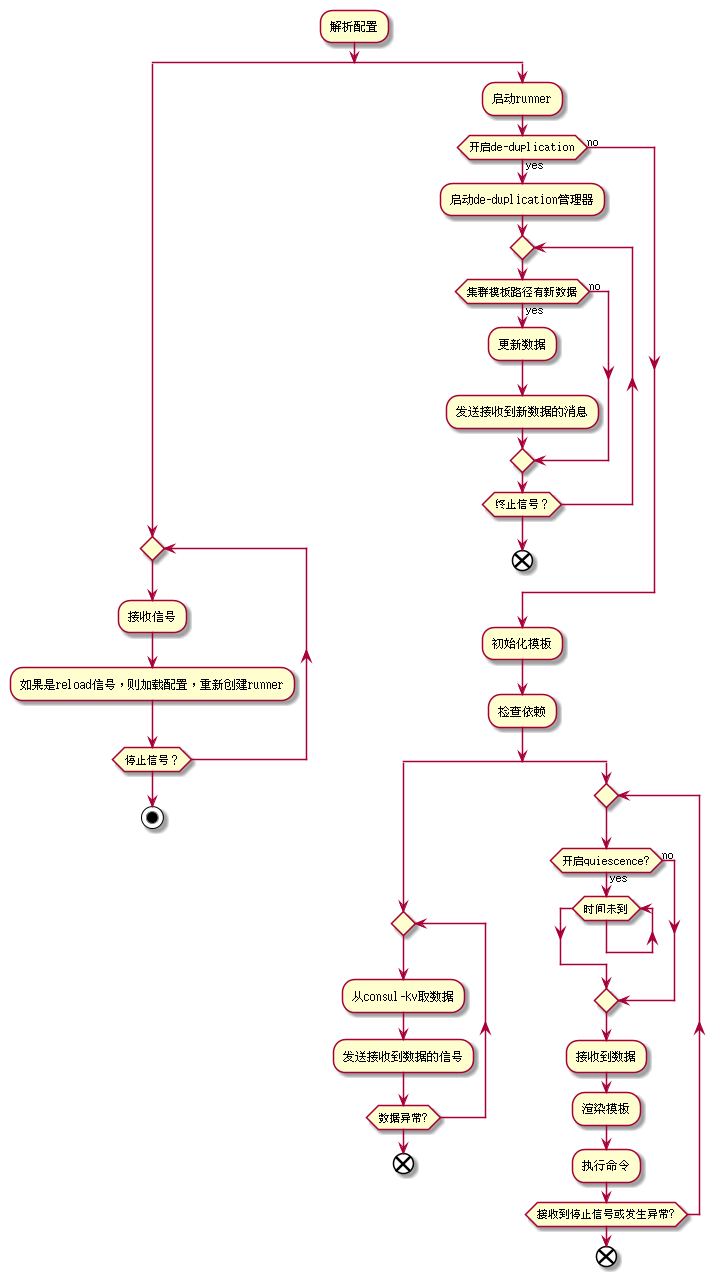 解析配置
启动runner
开启de-duplication
no
yes
启动de-duplication管理器
集群模板路径有新数据
no
yes
更新数据
发送接收到新数据的消息
终止信号？
接收信号
如果是reload信号，则加载配置，重新创建runner
停止信号？
初始化模板
检查依赖
开启quiescence?
no
yes
时间未到
从consul-kv取数据
发送接收到数据的信号
数据异常?
接收到数据
渲染模板
执行命令
接收到停止信号或发生异常?